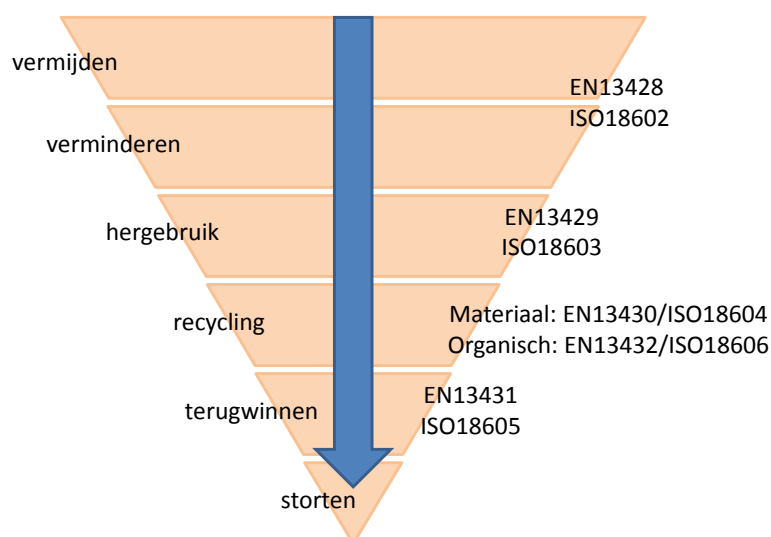 vermijden
EN13428
ISO18602
verminderen
EN13429
ISO18603
hergebruik
Materiaal: EN13430/ISO18604
Organisch: EN13432/ISO18606
recycling
EN13431
ISO18605
terugwinnen
storten